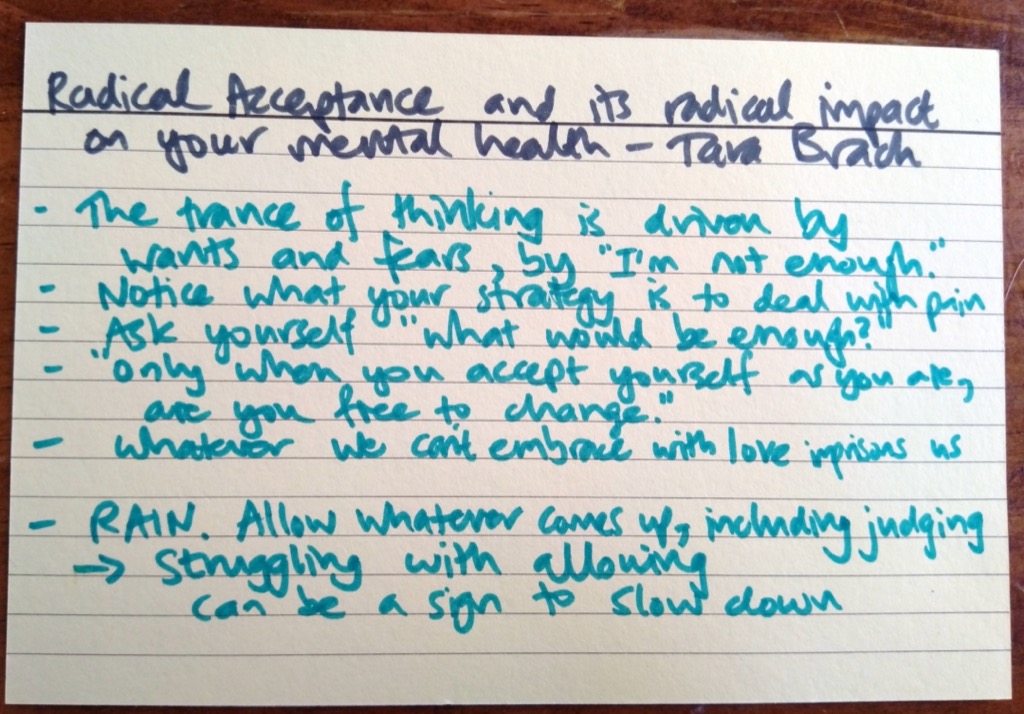 Radical Acceptance and its radical impact
on your mental health - Tara Brach
- The trance of thinking is driven by
wants and fears, by "I'm not enough."
- Notice what your strategy is to deal with pain
- Ask yourself "what would be enough?"
- "Only when you accept yourself as you are,
are you free to change."
- Whatever we can't embrace with love imprisons us
- RAIN. Allow whatever comes up, including judging
→ Struggling with allowing
can be a sign to slow down